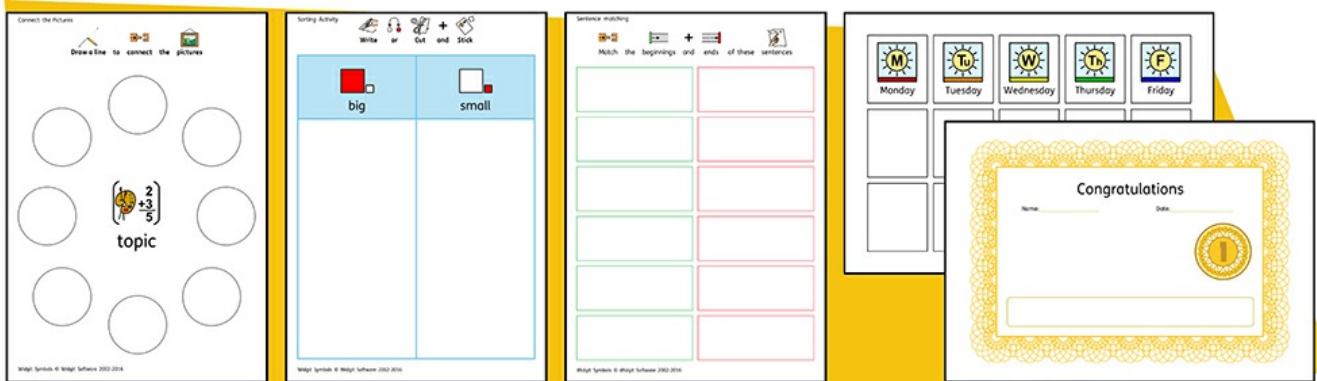 Connect the Pictures
Draw a line to connect the pictures
2
+3
5
topic
Widgit Symbols © Widgit Software 2002-2016
Sorting Activity
+
Write or Cut and Stick
big small
Widgit Symbols © Widgit Software 2002-2016
Sentence matching
+
Match the beginnings and ends of these sentences
Widgit Symbols © Widgit Software 2002-2016
M Tu W Th F
Monday Tuesday Wednesday Thursday Friday
Congratulations
Name: Date:
1